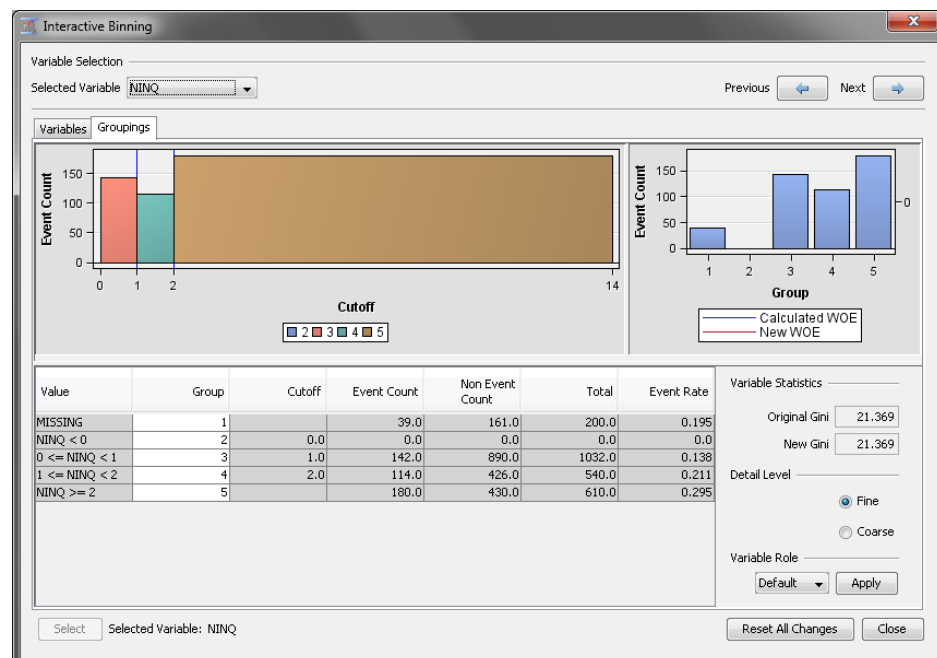 Interactive Binning
Variable Selection
Selected Variable NINQ
Previous Next
Variables Groupings
Event Count
150
100
50
0
0 1 2 14
Cutoff
2 3 4 5
Event Count
150
100
50
0
0
1 2 3 4 5
Group
Calculated WOE
New WOE
Value Group Cutoff Event Count Non Event Count Total Event Rate
MISSING 1 39.0 161.0 200.0 0.195
NINQ < 0 2 0.0 0.0 0.0 0.0 0.0
0 <= NINQ < 1 3 1.0 142.0 890.0 1032.0 0.138
1 <= NINQ < 2 4 2.0 114.0 426.0 540.0 0.211
NINQ >= 2 5 180.0 430.0 610.0 0.295
Variable Statistics
Original Gini 21.369
New Gini 21.369
Detail Level
Fine
Coarse
Variable Role
Default Apply
Select Selected Variable: NINQ
Reset All Changes Close